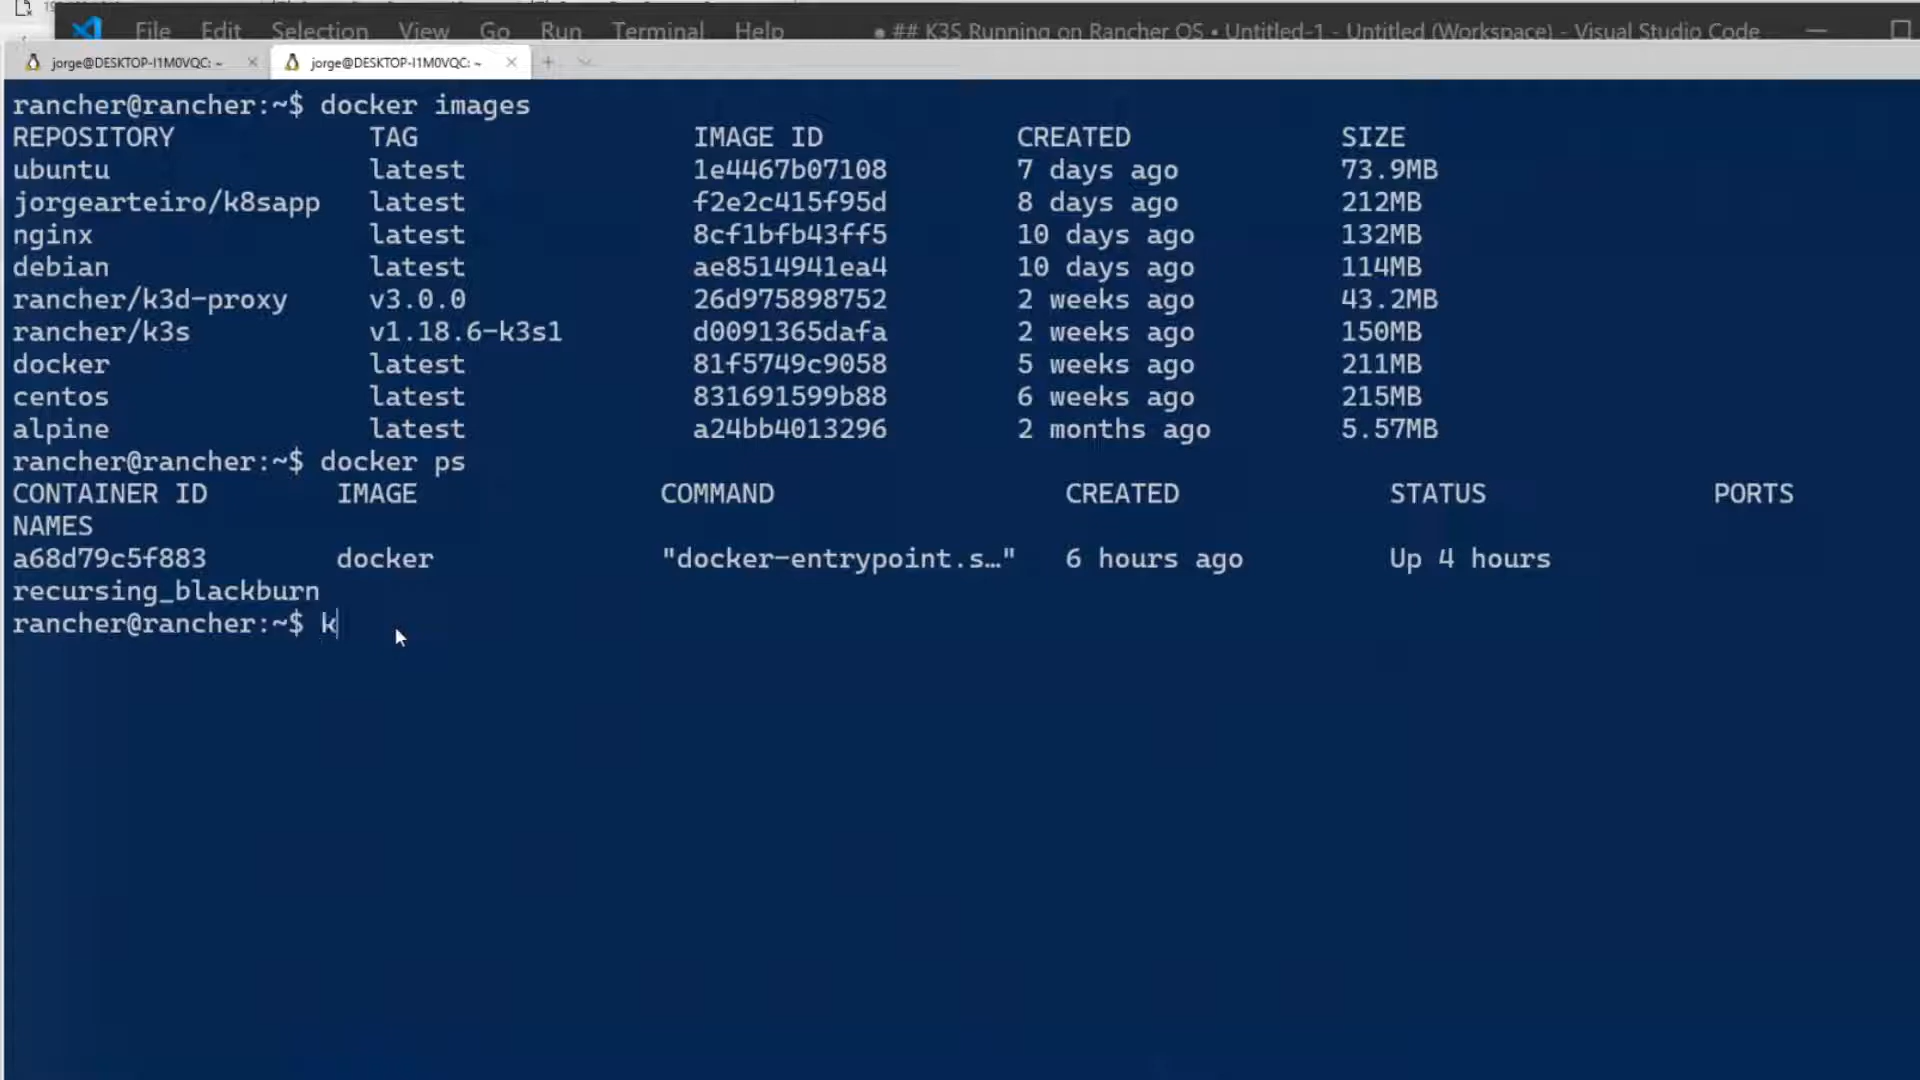 File Edit Selection View Go Run Terminal Help ● ## K3S Running on Rancher OS • Untitled-1 - Untitled (Workspace) - Visual Studio Code
jorge@DESKTOP-I1M0VQC: ~ jorge@DESKTOP-I1M0VQC: ~
rancher@rancher:~$ docker images
REPOSITORY TAG IMAGE ID CREATED SIZE
ubuntu latest 1e4467b07108 7 days ago 73.9MB
jorgearteiro/k8sapp latest f2e2c415f95d 8 days ago 212MB
nginx latest 8cf1bfb43ff5 10 days ago 132MB
debian latest ae8514941ea4 10 days ago 114MB
rancher/k3d-proxy v3.0.0 26d975898752 2 weeks ago 43.2MB
rancher/k3s v1.18.6-k3s1 d0091365dafa 2 weeks ago 150MB
docker latest 81f5749c9058 5 weeks ago 211MB
centos latest 831691599b88 6 weeks ago 215MB
alpine latest a24bb4013296 2 months ago 5.57MB
rancher@rancher:~$ docker ps
CONTAINER ID IMAGE COMMAND CREATED STATUS PORTS
NAMES
a68d79c5f883 docker "docker-entrypoint.s…" 6 hours ago Up 4 hours
recursing_blackburn
rancher@rancher:~$ k